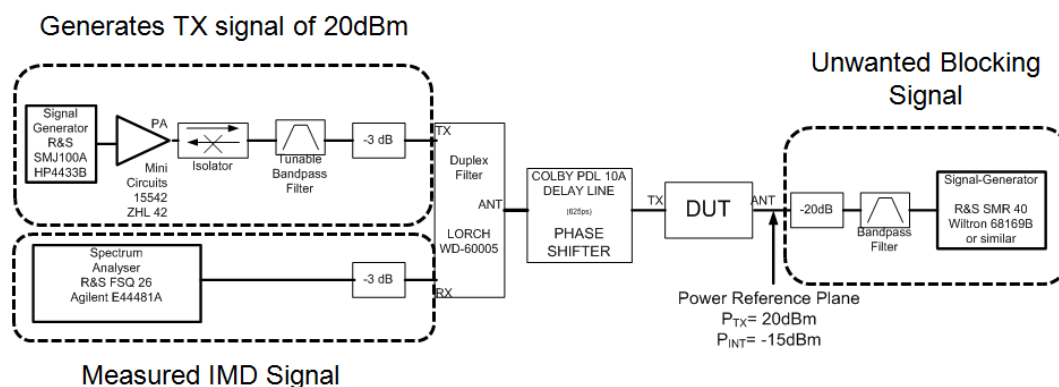 Generates TX signal of 20dBm
Unwanted Blocking
Signal
Signal
Generator
R&S
SMJ100A
HP4433B
PA
Mini
Circuits
15542
ZHL 42
Isolator
Tunable
Bandpass
Filter
-3 dB
TX
Duplex
Filter
ANT
LORCH
WD-60005
RX
COLBY PDL 10A
DELAY LINE
(625ps)
PHASE
SHIFTER
TX
DUT
ANT
-20dB
Bandpass
Filter
Signal-Generator
R&S SMR 40
Wiltron 68169B
or similar
Spectrum
Analyser
R&S FSQ 26
Agilent E44481A
-3 dB
Power Reference Plane
PTX= 20dBm
PINT= -15dBm
Measured IMD Signal